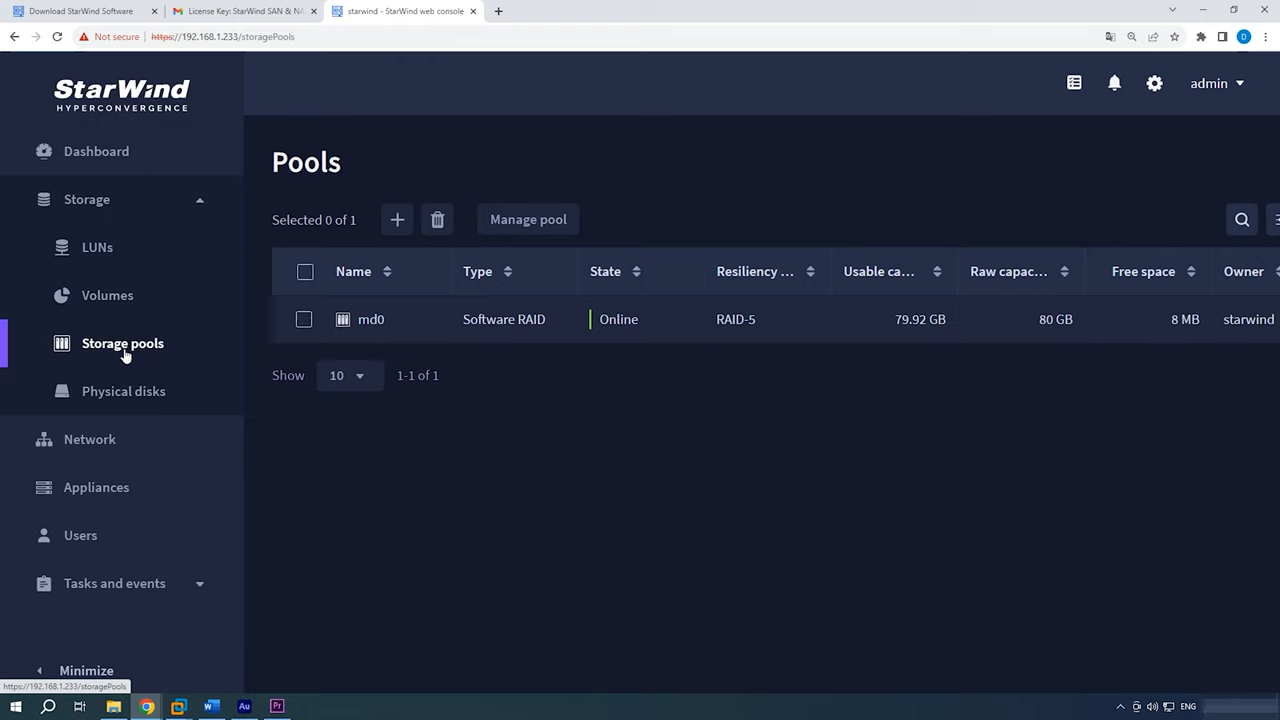 Download StarWind Software
License Key: StarWind SAN & N
starwind - StarWind web console
Not secure https://192.168.1.233/storagePools
D
StarWind
HYPERCONVERGENCE
admin
Dashboard
Storage
LUNs
Volumes
Storage pools
Physical disks
Network
Appliances
Users
Tasks and events
Minimize
Pools
Selected 0 of 1
Manage pool
Name Type State Resiliency ... Usable ca... Raw capac... Free space Owner
md0 Software RAID Online RAID-5 79.92 GB 80 GB 8 MB starwind
Show 10 1-1 of 1
https://192.168.1.233/storagePools
W Au Pr
ENG